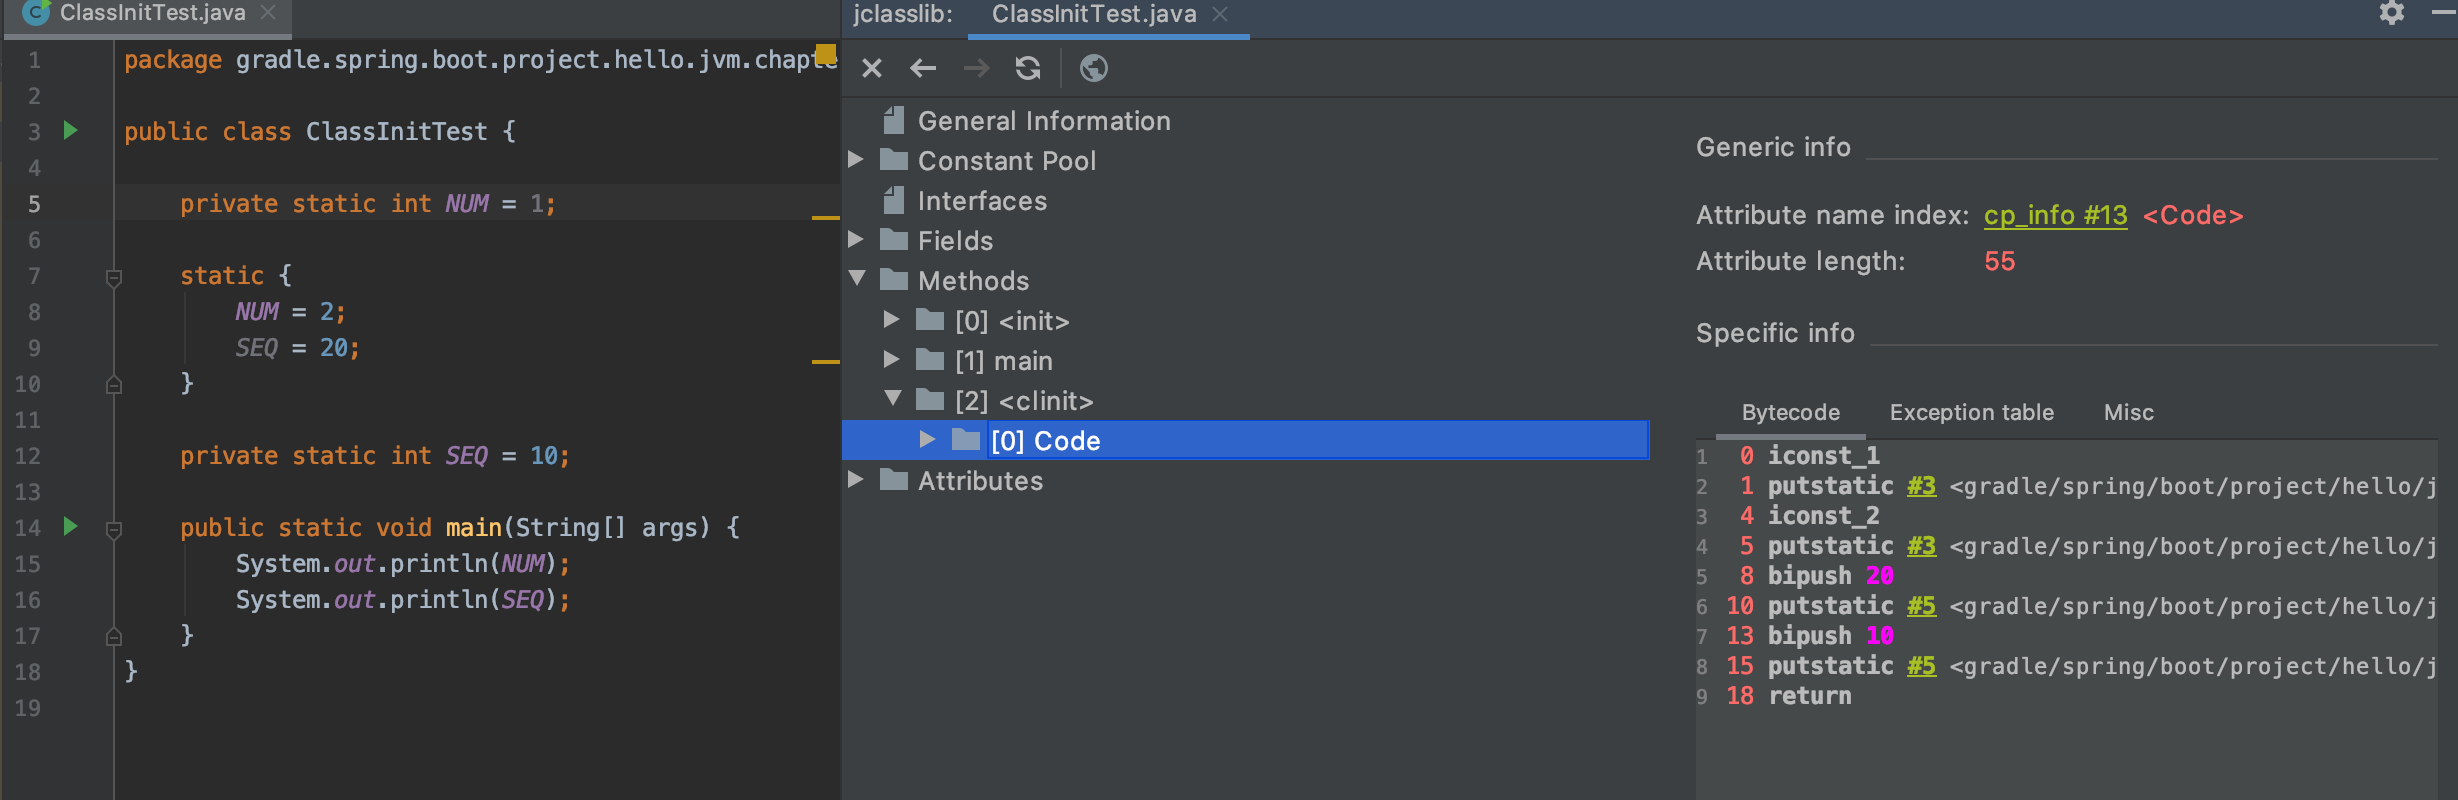 ClassInitTest.java
1 package gradle.spring.boot.project.hello.jvm.chapte
2
3 public class ClassInitTest {
4
5 private static int NUM = 1;
6
7 static {
8 NUM = 2;
9 SEQ = 20;
10 }
11
12 private static int SEQ = 10;
13
14 public static void main(String[] args) {
15 System.out.println(NUM);
16 System.out.println(SEQ);
17 }
18 }
19
jclasslib: ClassInitTest.java
General Information
Constant Pool
Interfaces
Fields
Methods
[0] <init>
[1] main
[2] <clinit>
[0] Code
Attributes
Generic info
Attribute name index: cp_info #13 <Code>
Attribute length: 55
Specific info
Bytecode Exception table Misc
1 0 iconst_1
2 1 putstatic #3 <gradle/spring/boot/project/hello/j
3 4 iconst_2
4 5 putstatic #3 <gradle/spring/boot/project/hello/j
5 8 bipush 20
6 10 putstatic #5 <gradle/spring/boot/project/hello/j
7 13 bipush 10
8 15 putstatic #5 <gradle/spring/boot/project/hello/j
9 18 return